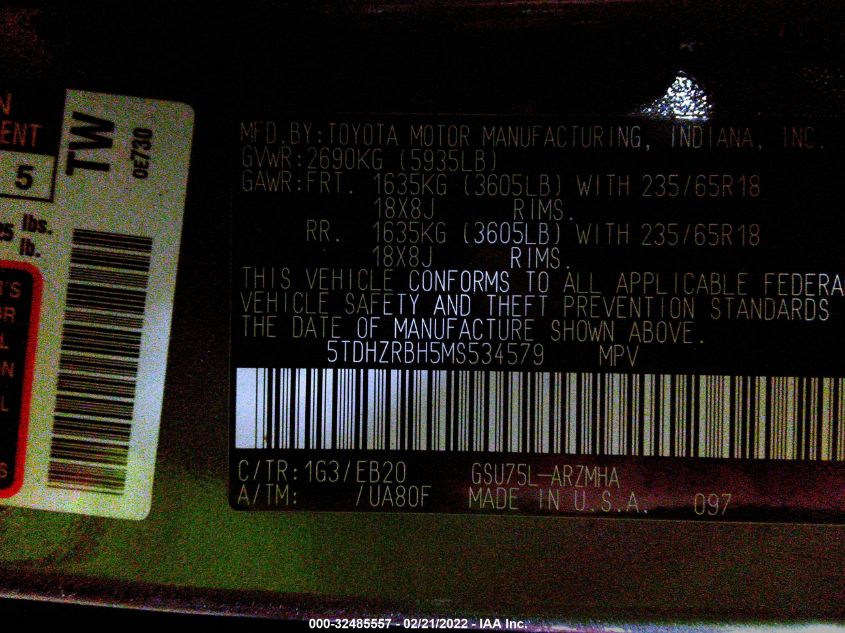 N
ENT
5
lbs.
lb.
'S
OR
L
ON
L
S
TW
0E730
MFD.BY:TOYOTA MOTOR MANUFACTURING, INDIANA, INC.
GVWR:2690KG (5935LB)
GAWR:FRT. 1635KG (3605LB) WITH 235/65R18
18X8J RIMS.
RR. 1635KG (3605LB) WITH 235/65R18
18X8J RIMS.
THIS VEHICLE CONFORMS TO ALL APPLICABLE FEDERA
VEHICLE SAFETY AND THEFT PREVENTION STANDARDS
THE DATE OF MANUFACTURE SHOWN ABOVE.
5TDHZRBH5MS534579 MPV
C/TR:1G3/EB20 GSU75L-ARZMHA
A/TM: /UA80F MADE IN U.S.A. 097
000-32485557 - 02/21/2022 - IAA Inc.